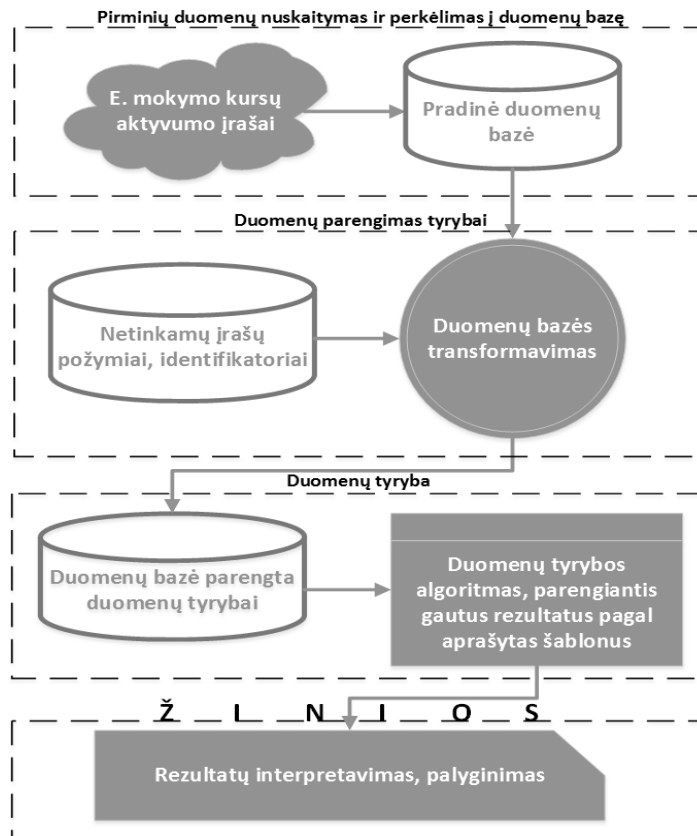 Pirminių duomenų nuskaitymas ir perkėlimas į duomenų bazę
E. mokymo kursų
aktyvumo įrašai
Pradinė duomenų
bazė
Duomenų parengimas tyrybai
Netinkamų įrašų
požymiai, identifikatoriai
Duomenų bazės
transformavimas
Duomenų tyryba
Duomenų bazė parengta
duomenų tyrybai
Duomenų tyrybos
algoritmas, parengiantis
gautus rezultatus pagal
aprašytas šablonus
Ž I N I O S
Rezultatų interpretavimas, palyginimas